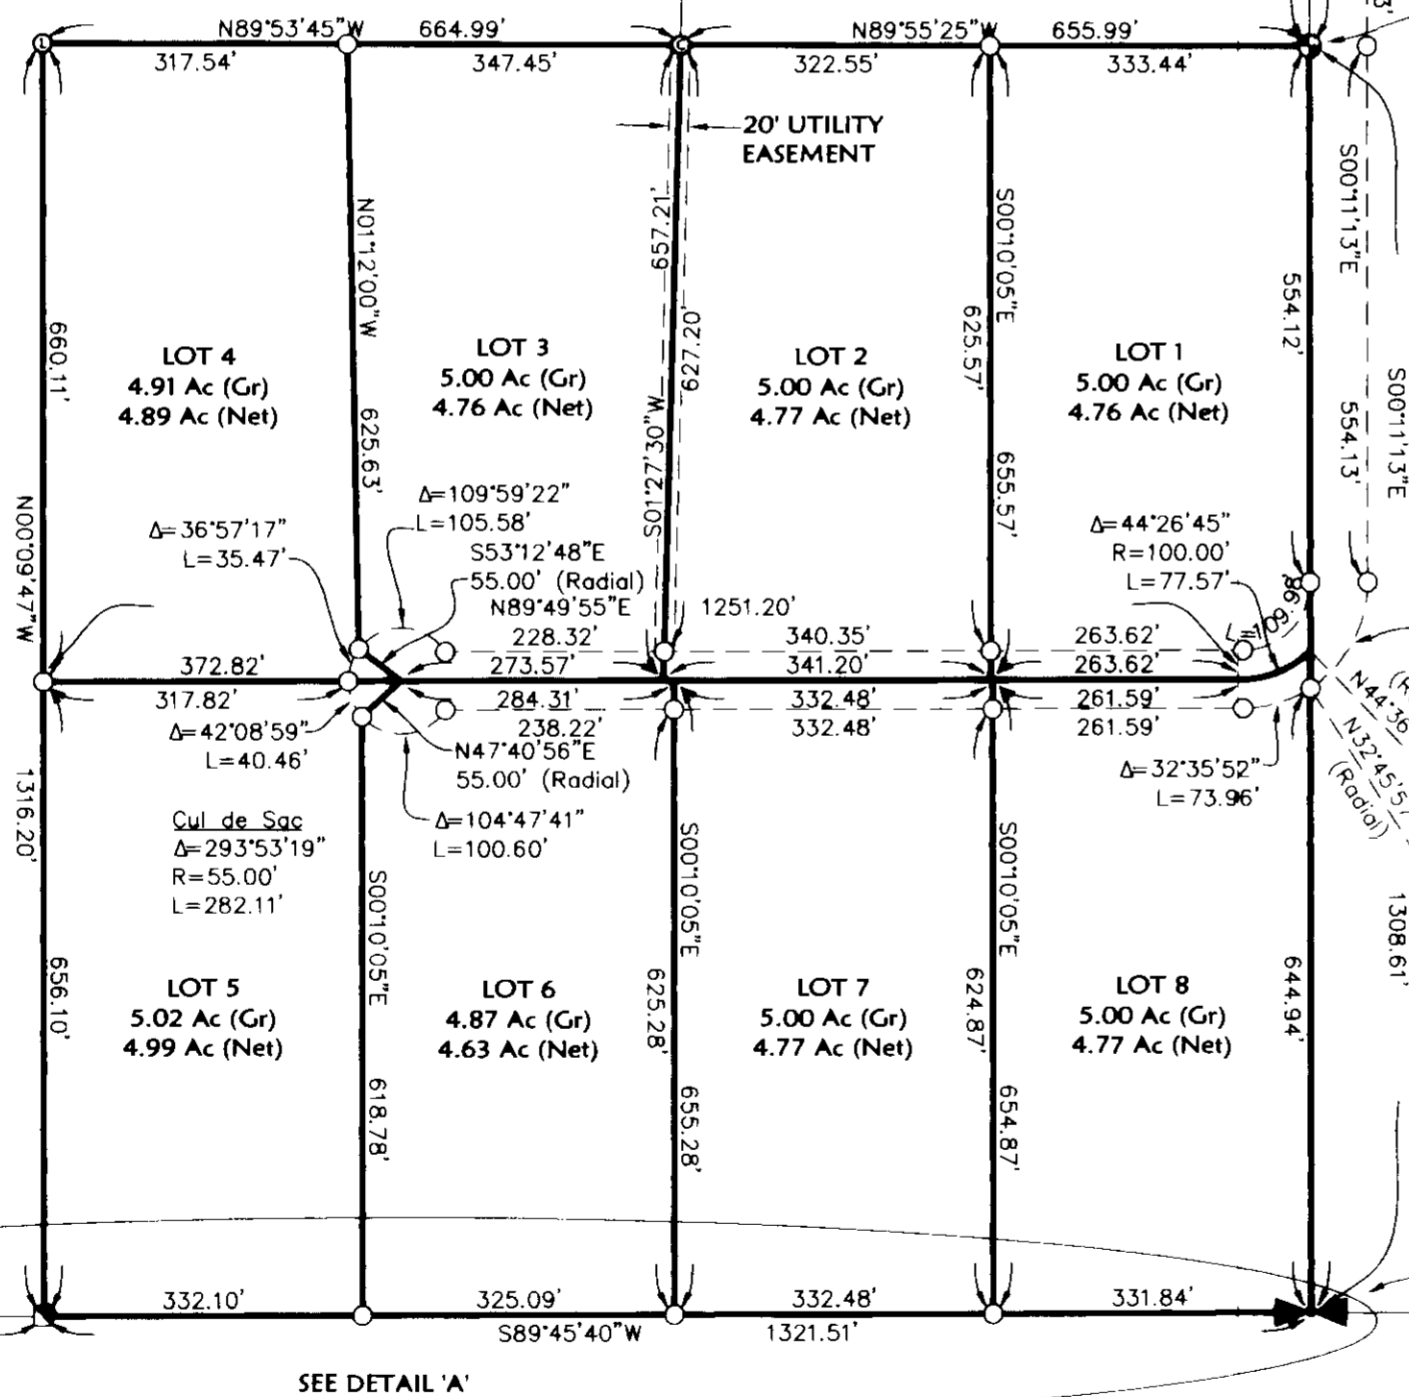 N89°53'45"W 664.99'
317.54' 347.45'
N89°55'25"W 655.99'
322.55' 333.44'
20' UTILITY
EASEMENT
N01°12'00"W
625.63'
657.21'
627.20'
S01°27'30"W
S00°10'05"E
625.57'
655.57'
554.12'
S00°11'13"E
554.13'
S00°11'13"E
660.11'
N00°09'47"W
LOT 4
4.91 Ac (Gr)
4.89 Ac (Net)
LOT 3
5.00 Ac (Gr)
4.76 Ac (Net)
LOT 2
5.00 Ac (Gr)
4.77 Ac (Net)
LOT 1
5.00 Ac (Gr)
4.76 Ac (Net)
Δ=36°57'17"
L=35.47'
Δ=109°59'22"
L=105.58'
S53°12'48"E
55.00' (Radial)
N89°49'55"E 1251.20'
Δ=44°26'45"
R=100.00'
L=77.57'
L=109.98'
228.32' 340.35' 263.62'
372.82' 273.57' 341.20' 263.62'
317.82' 284.31' 332.48' 261.59'
238.22' 332.48' 261.59'
Δ=42°08'59"
L=40.46'
N47°40'56"E
55.00' (Radial)
Δ=104°47'41"
L=100.60'
Δ=32°35'52"
L=73.96'
N44°36
N32°45'57
(Radial)
Cul de Sac
Δ=293°53'19"
R=55.00'
L=282.11'
1316.20'
656.10'
S00°10'05"E
618.78'
S00°10'05"E
625.28'
655.28'
S00°10'05"E
624.87'
654.87'
644.94'
1308.61'
LOT 5
5.02 Ac (Gr)
4.99 Ac (Net)
LOT 6
4.87 Ac (Gr)
4.63 Ac (Net)
LOT 7
5.00 Ac (Gr)
4.77 Ac (Net)
LOT 8
5.00 Ac (Gr)
4.77 Ac (Net)
332.10' 325.09' 332.48' 331.84'
S89°45'40"W 1321.51'
SEE DETAIL 'A'